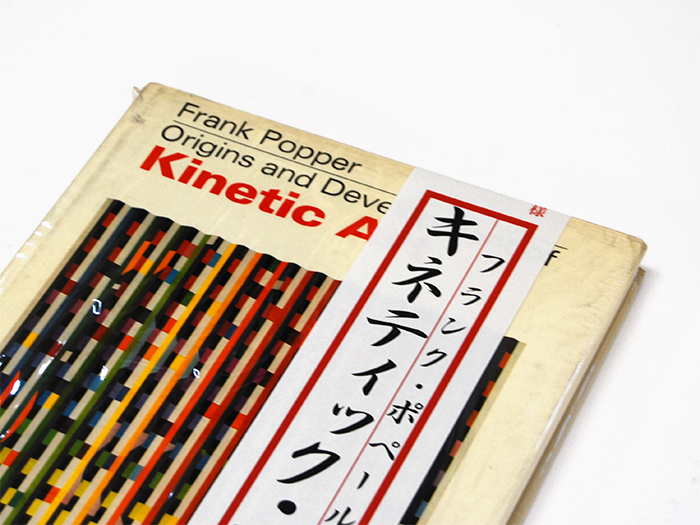 Frank Popper
Origins and Deve
f
Kinetic A
様
フランク・ポペール
キネティック・